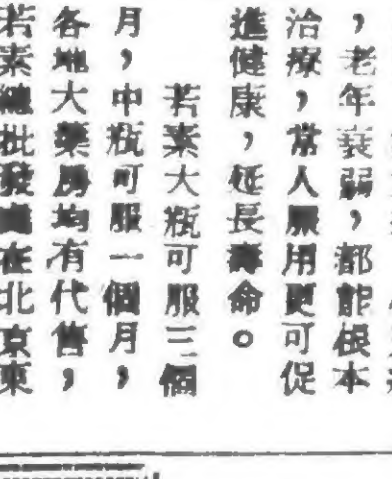 ，老年衰弱，都能根本
治療，常人服用更可促
進健康，延長壽命。
若素大瓶可服三個
月，中瓶可服一個月，
各地大藥房均有代售，
若素總批發處在北京東